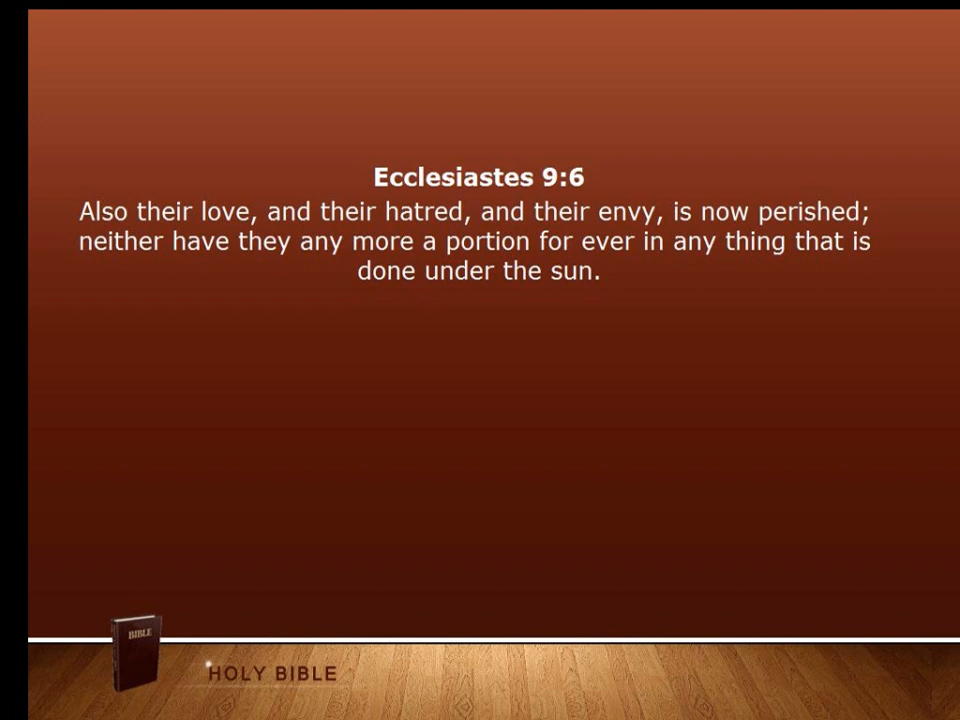 Ecclesiastes 9:6
Also their love, and their hatred, and their envy, is now perished;
neither have they any more a portion for ever in any thing that is
done under the sun.
BIBLE
HOLY BIBLE